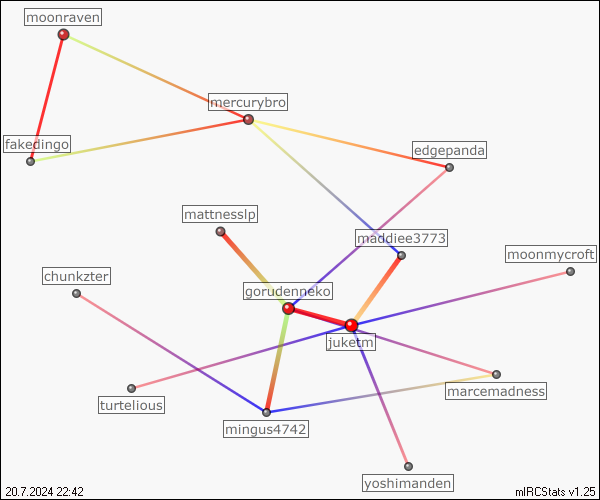 moonraven
mercurybro
fakedingo
edgepanda
mattnesslp
maddiee3773
moonmycroft
chunkzter
gorudenneko
juketm
marcemadness
turtelious
mingus4742
yoshimanden
20.7.2024 22:42
mIRCStats v1.25